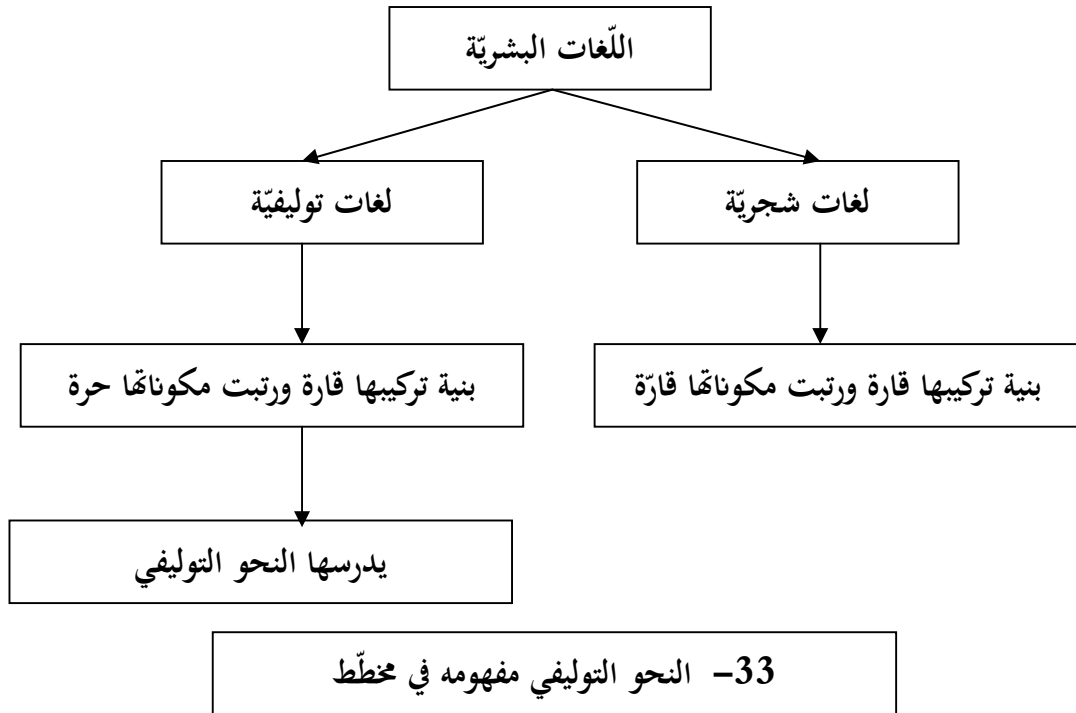 اللّغات البشريّة
لغات شجريّة
لغات توليفيّة
بنية تركيبها قارة ورتبت مكوناتها قارّة
بنية تركيبها قارة ورتبت مكوناتها حرة
يدرسها النحو التوليفي
33- النحو التوليفي مفهومه في مخطّط